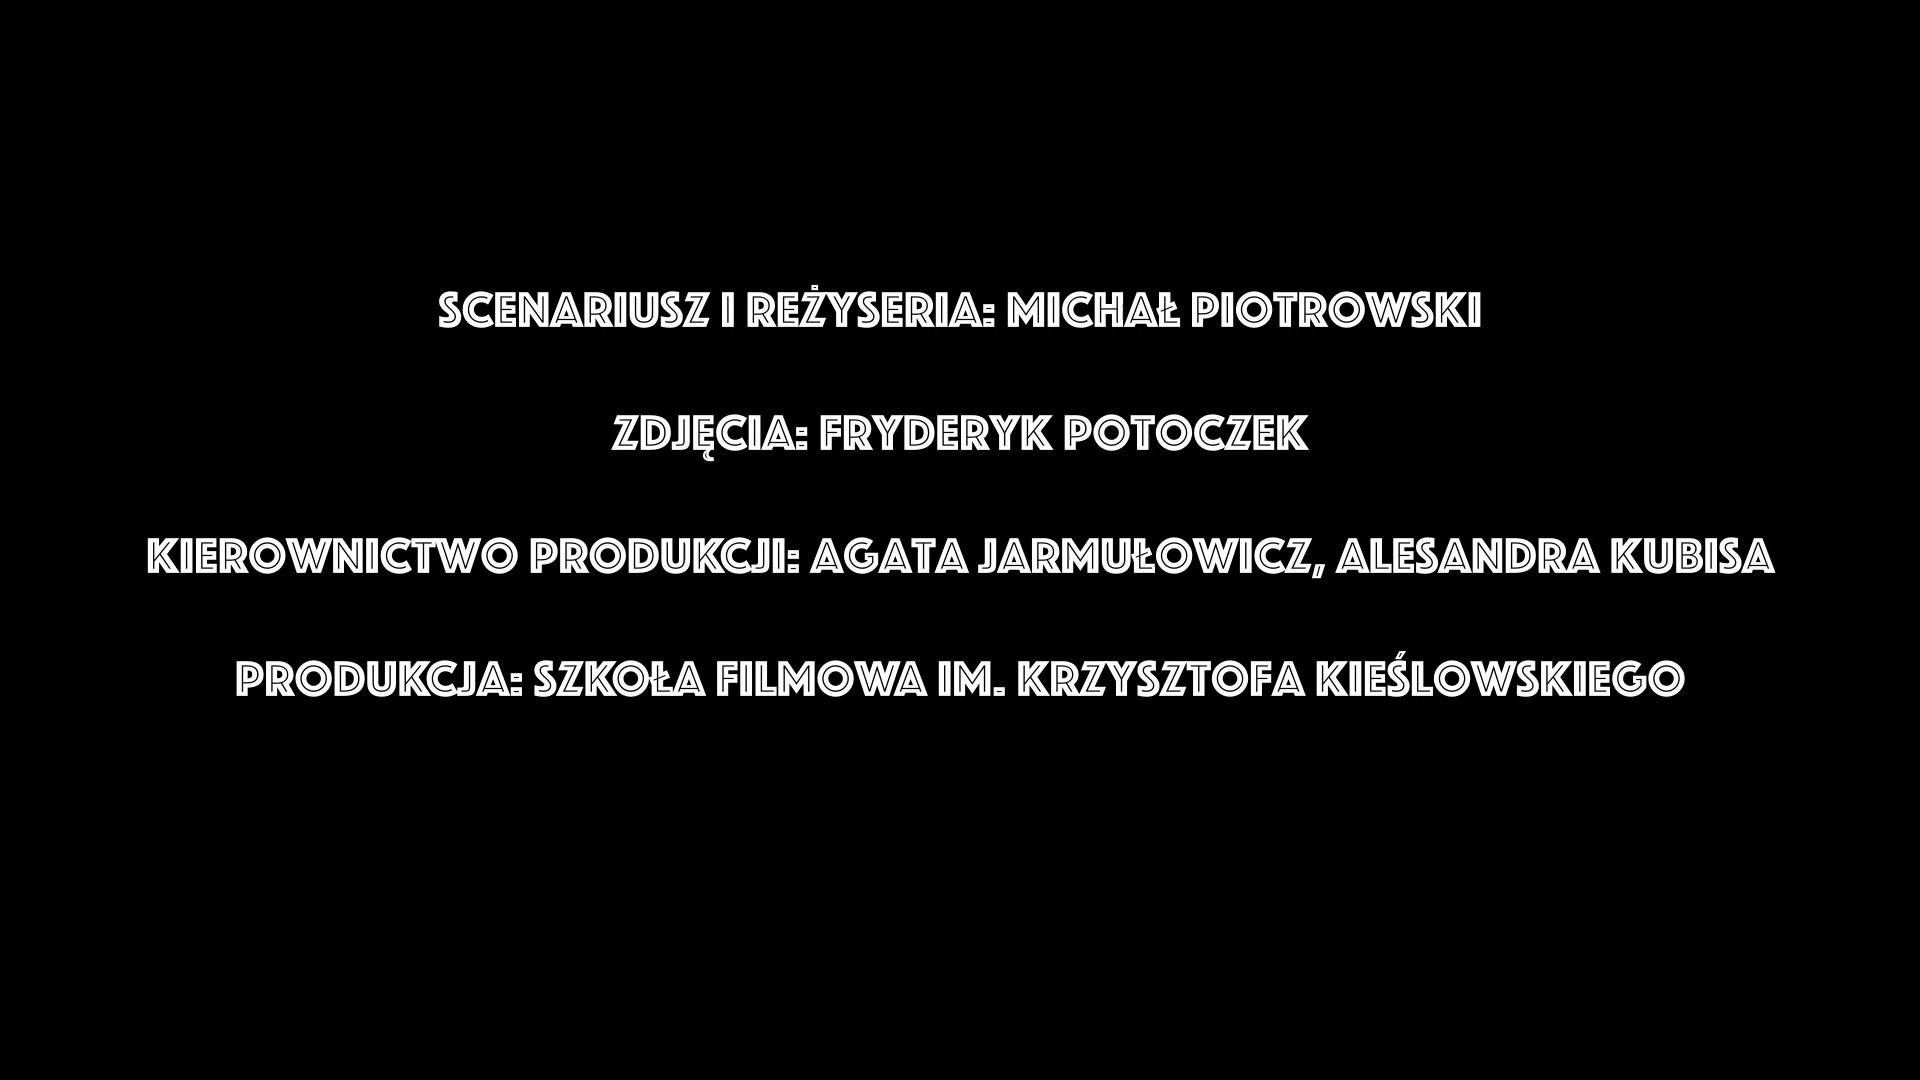 SCENARIUSZ I REŻYSERIA: MICHAŁ PIOTROWSKI
ZDJĘCIA: FRYDERYK POTOCZEK
KIEROWNICTWO PRODUKCJI: AGATA JARMUŁOWICZ, ALESANDRA KUBISA
PRODUKCJA: SZKOŁA FILMOWA IM. KRZYSZTOFA KIEŚLOWSKIEGO